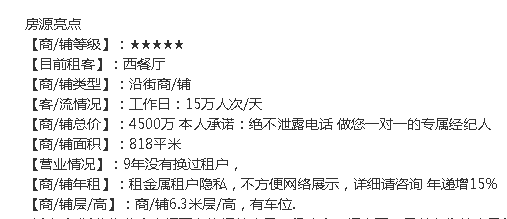 房源亮点
【商/铺等级】：★★★★★
【目前租客】：西餐厅
【商/铺类型】：沿街商/铺
【客/流情况】：工作日：15万人次/天
【商/铺总价】：4500万 本人承诺：绝不泄露电话 做您一对一的专属经纪人
【商/铺面积】：818平米
【营业情况】：9年没有换过租户，
【商/铺年租】：租金属租户隐私，不方便网络展示，详细请咨询 年递增15%
【商/铺层/高】：商/铺6.3米层/高，有车位.